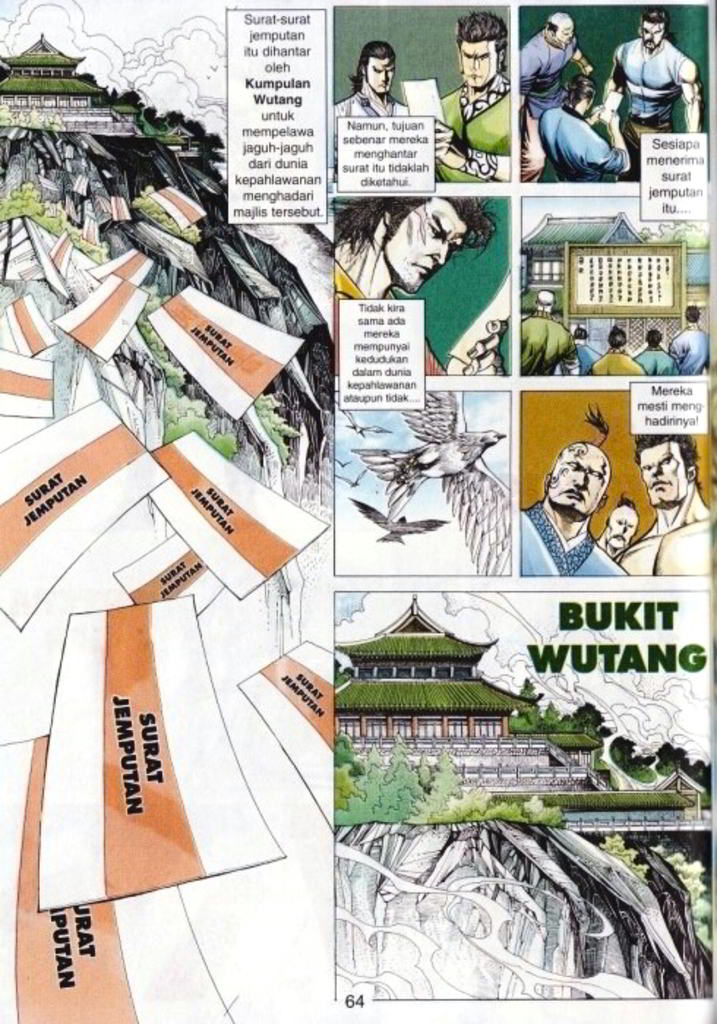 Surat-surat
jemputan
itu dihantar
oleh
Kumpulan
Wutang
untuk
mempelawa
jaguh-jaguh
dari dunia
kepahlawanan
menghadari
majlis tersebut.
Namun, tujuan
sebenar mereka
menghantar
surat itu tidaklah
diketahui.
Sesiapa
menerima
surat jemputan
itu....
Tidak kira
sama ada
mereka
mempunyai
kedudukan
dalam dunia
kepahlawanan
ataupun tidak....
Mereka
mesti meng-
hadirinya!
SURAT
JEMPUTAN
SURAT
JEMPUTAN
SURAT
JEMPUTAN
SURAT
JEMPUTAN
SURAT
JEMPUTAN
SURAT
JEMPUTAN
URAT
IPUTAN
BUKIT
WUTANG
64